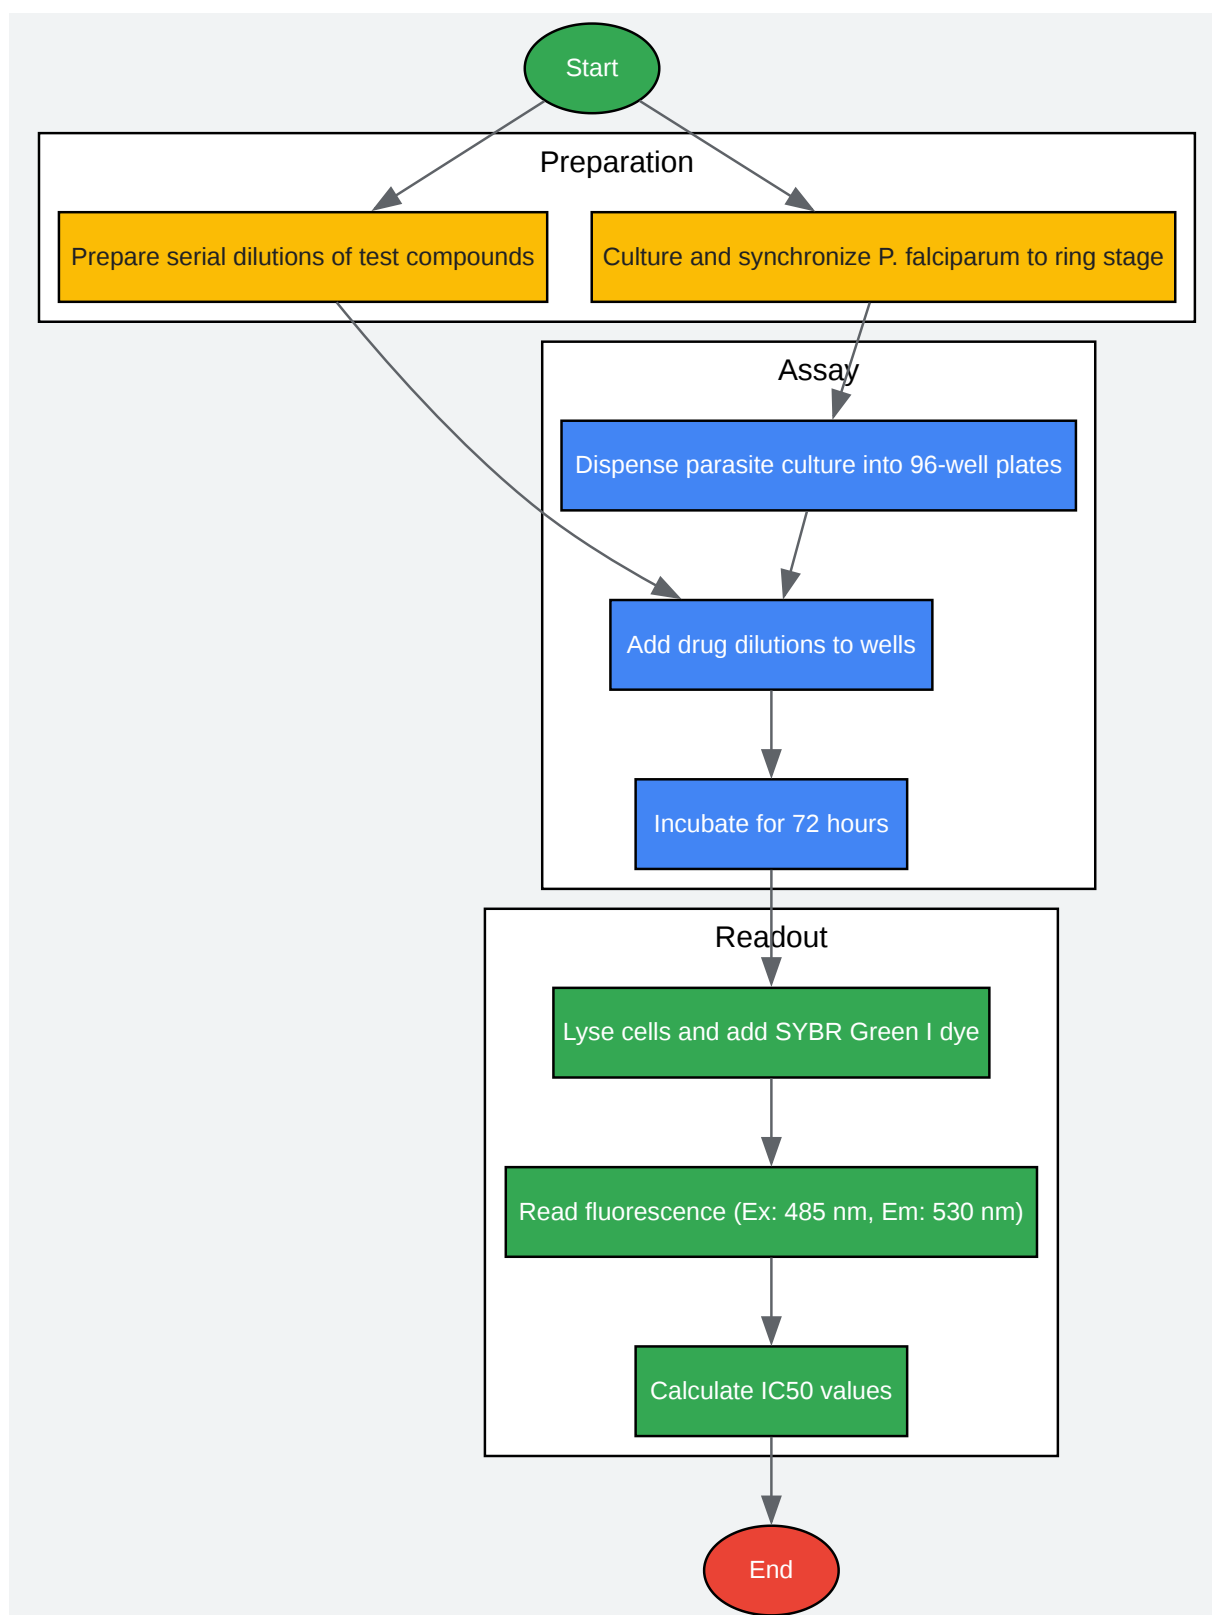 Start
Preparation
Prepare serial dilutions of test compounds
Culture and synchronize P. falciparum to ring stage
Assay
Dispense parasite culture into 96-well plates
Add drug dilutions to wells
Incubate for 72 hours
Readout
Lyse cells and add SYBR Green I dye
Read fluorescence (Ex: 485 nm, Em: 530 nm)
Calculate IC50 values
End